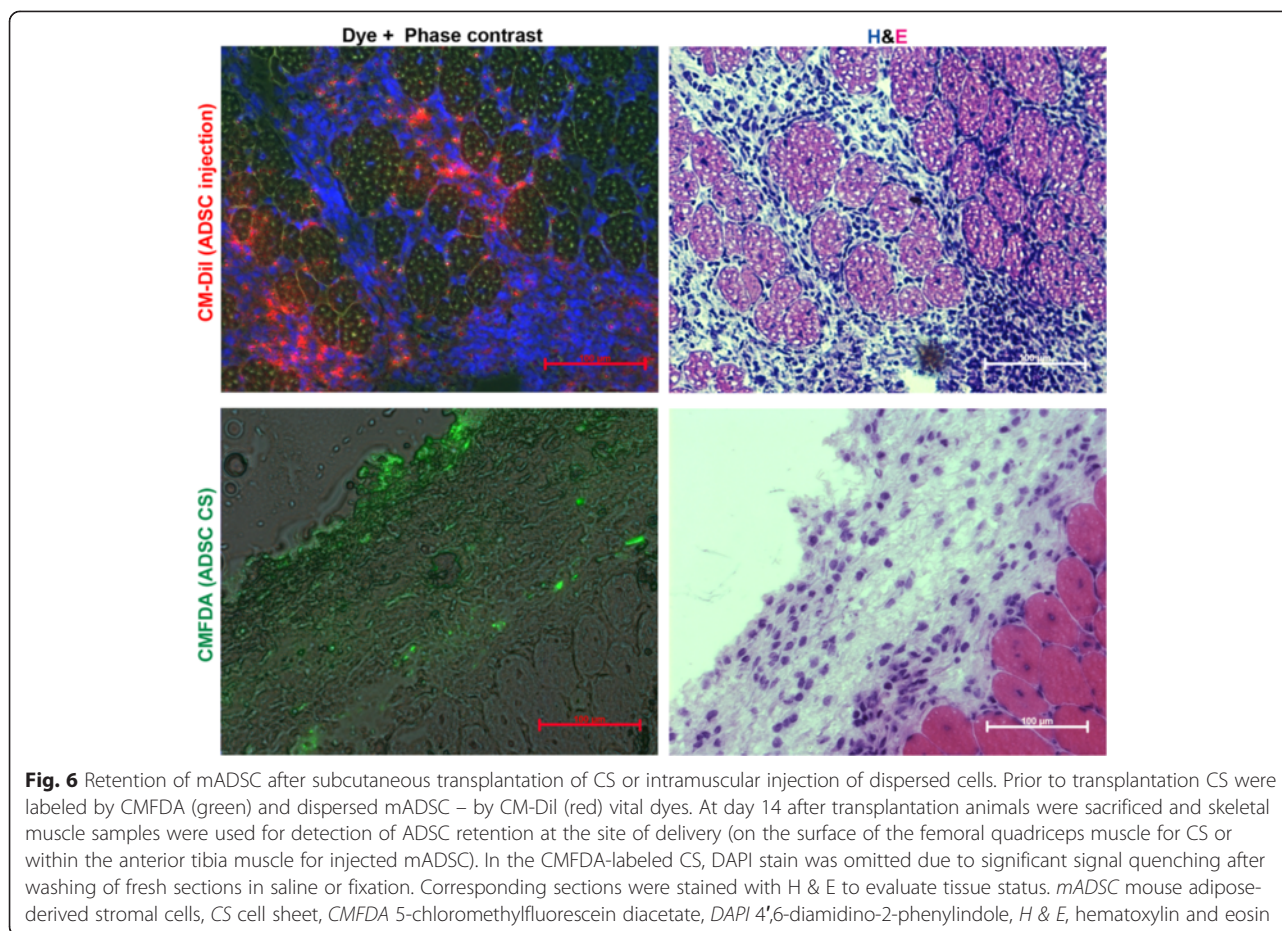 Dye + Phase contrast
H&E
CM-Dil (ADSC injection)
100 µm
CMFDA (ADSC CS)
100 µm
100 µm
Fig. 6 Retention of mADSC after subcutaneous transplantation of CS or intramuscular injection of dispersed cells. Prior to transplantation CS were
labeled by CMFDA (green) and dispersed mADSC – by CM-Dil (red) vital dyes. At day 14 after transplantation animals were sacrificed and skeletal
muscle samples were used for detection of ADSC retention at the site of delivery (on the surface of the femoral quadriceps muscle for CS or
within the anterior tibia muscle for injected mADSC). In the CMFDA-labeled CS, DAPI stain was omitted due to significant signal quenching after
washing of fresh sections in saline or fixation. Corresponding sections were stained with H & E to evaluate tissue status. mADSC mouse adipose-
derived stromal cells, CS cell sheet, CMFDA 5-chloromethylfluorescein diacetate, DAPI 4′,6-diamidino-2-phenylindole, H & E, hematoxylin and eosin